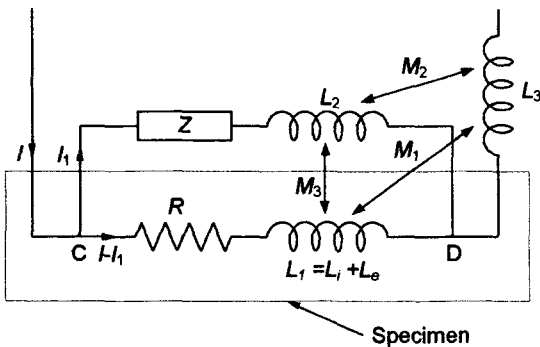 M₂
L₃
L₂
Z
M₁
I
I₁
M₃
R
C
I-I₁
D
L₁ =Lᵢ +Lₑ
Specimen